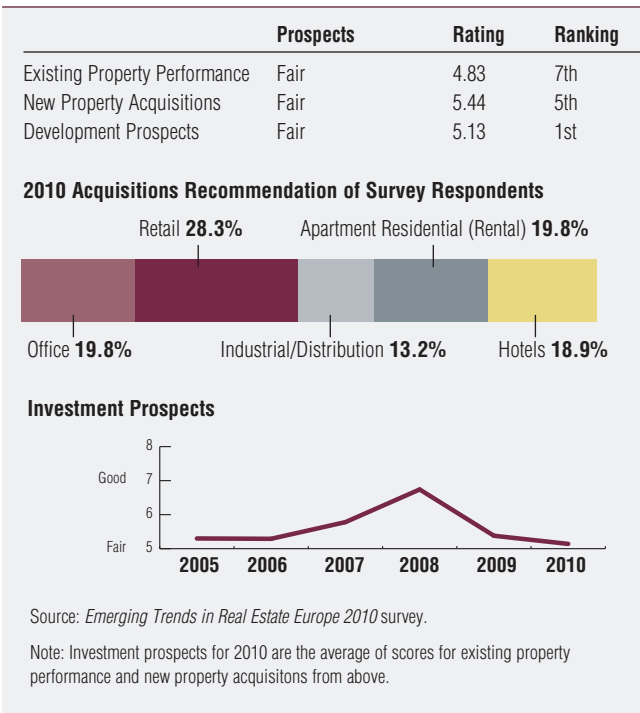 Prospects Rating Ranking
Existing Property Performance Fair 4.83 7th
New Property Acquisitions Fair 5.44 5th
Development Prospects Fair 5.13 1st
2010 Acquisitions Recommendation of Survey Respondents
Retail 28.3% Apartment Residential (Rental) 19.8%
Office 19.8% Industrial/Distribution 13.2% Hotels 18.9%
Investment Prospects
8
Good 7
6
Fair 5
2005 2006 2007 2008 2009 2010
Source: Emerging Trends in Real Estate Europe 2010 survey.
Note: Investment prospects for 2010 are the average of scores for existing property
performance and new property acquisitons from above.